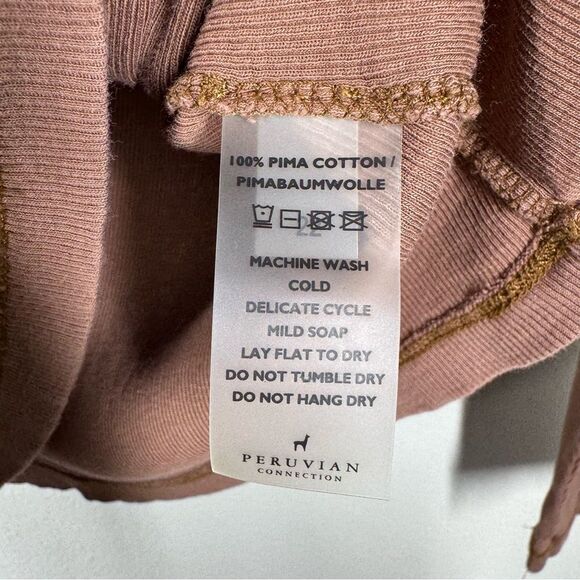 100% PIMA COTTON /
PIMABAUMWOLLE
MACHINE WASH
COLD
DELICATE CYCLE
MILD SOAP
LAY FLAT TO DRY
DO NOT TUMBLE DRY
DO NOT HANG DRY
PERUVIAN
CONNECTION